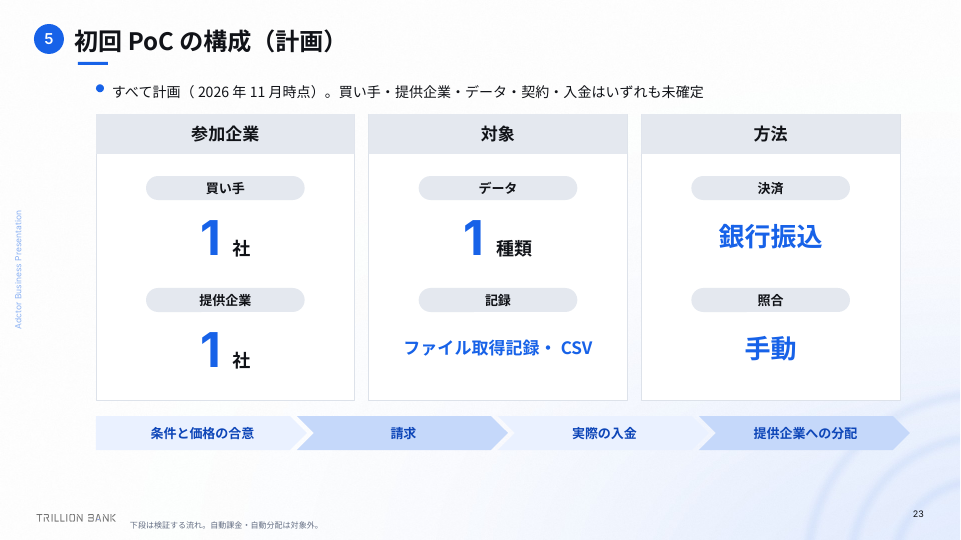 5 初回 PoC の構成（計画）
すべて計画（ 2026 年 11 月時点）。買い手・提供企業・データ・契約・入金はいずれも未確定
参加企業
買い手
1 社
提供企業
1 社
対象
データ
1 種類
記録
ファイル取得記録・ CSV
方法
決済
銀行振込
照合
手動
条件と価格の合意
請求
実際の入金
提供企業への分配
Adctor Business Presentation
TRILLION BANK
下段は検証する流れ。自動課金・自動分配は対象外。
23